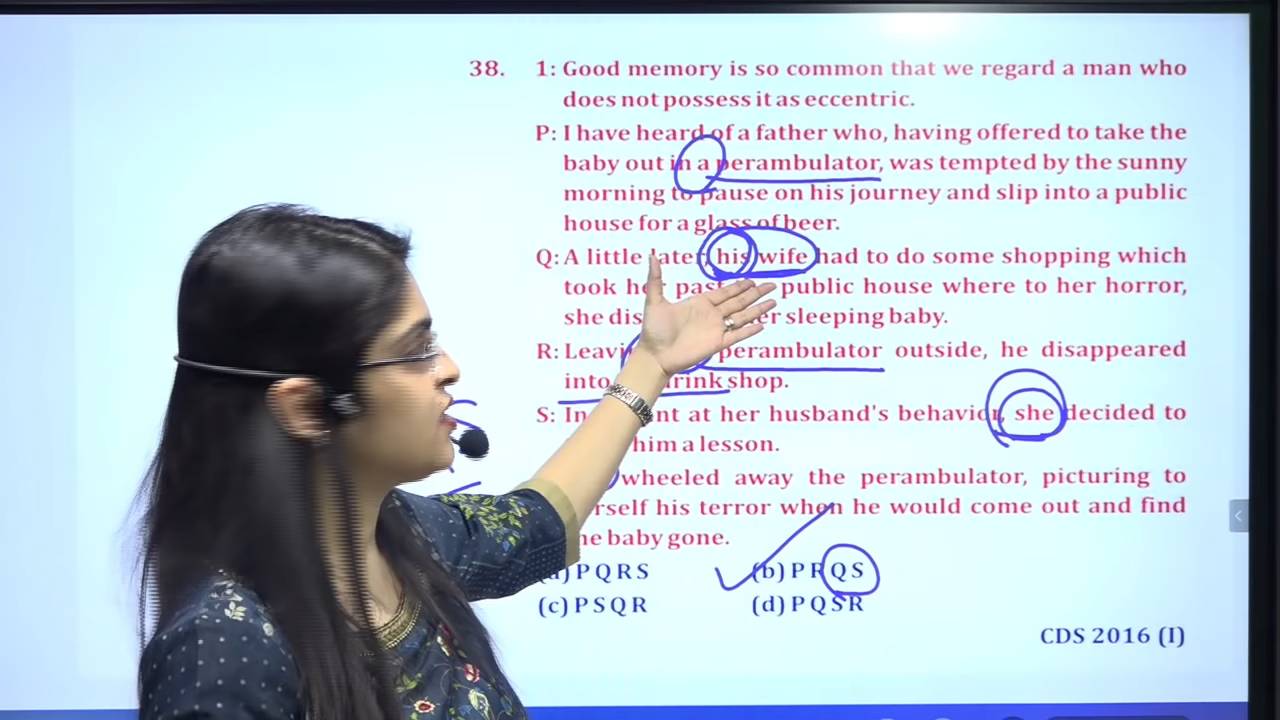 38. 1: Good memory is so common that we regard a man who
does not possess it as eccentric.
P: I have heard of a father who, having offered to take the
baby out in a perambulator, was tempted by the sunny
morning to pause on his journey and slip into a public
house for a glass of beer.
Q: A little later, his wife had to do some shopping which
took her past public house where to her horror,
she sleeping baby.
R: perambulator outside, he disappeared
into shop.
S: In at her husband's behavior, she decided to
him a lesson.
wheeled away the perambulator, picturing to
his terror when he would come out and find
baby gone.
(a) P Q R S (b) P R Q S
(c) P S Q R (d) P Q S R
CDS 2016 (I)